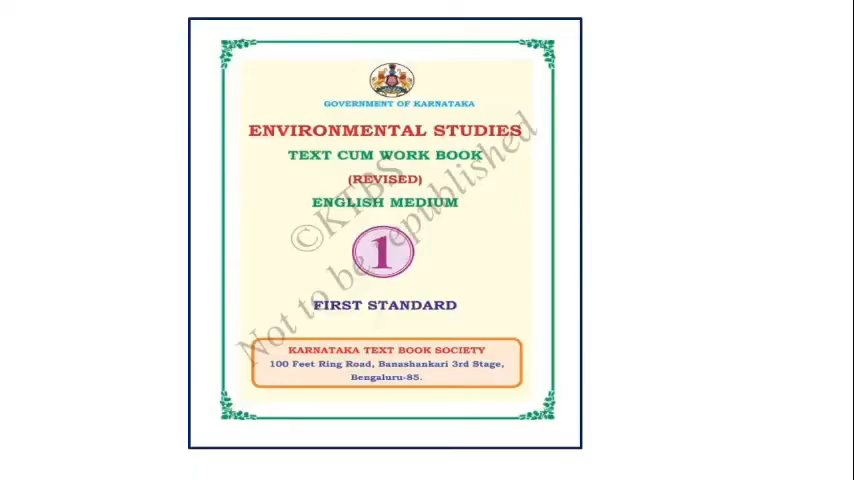 GOVERNMENT OF KARNATAKA
ENVIRONMENTAL STUDIES
TEXT CUM WORK BOOK
(REVISED)
ENGLISH MEDIUM
1
FIRST STANDARD
KARNATAKA TEXT BOOK SOCIETY
100 Feet Ring Road, Banashankari 3rd Stage,
Bengaluru-85.
©KTBS
Not to be republished